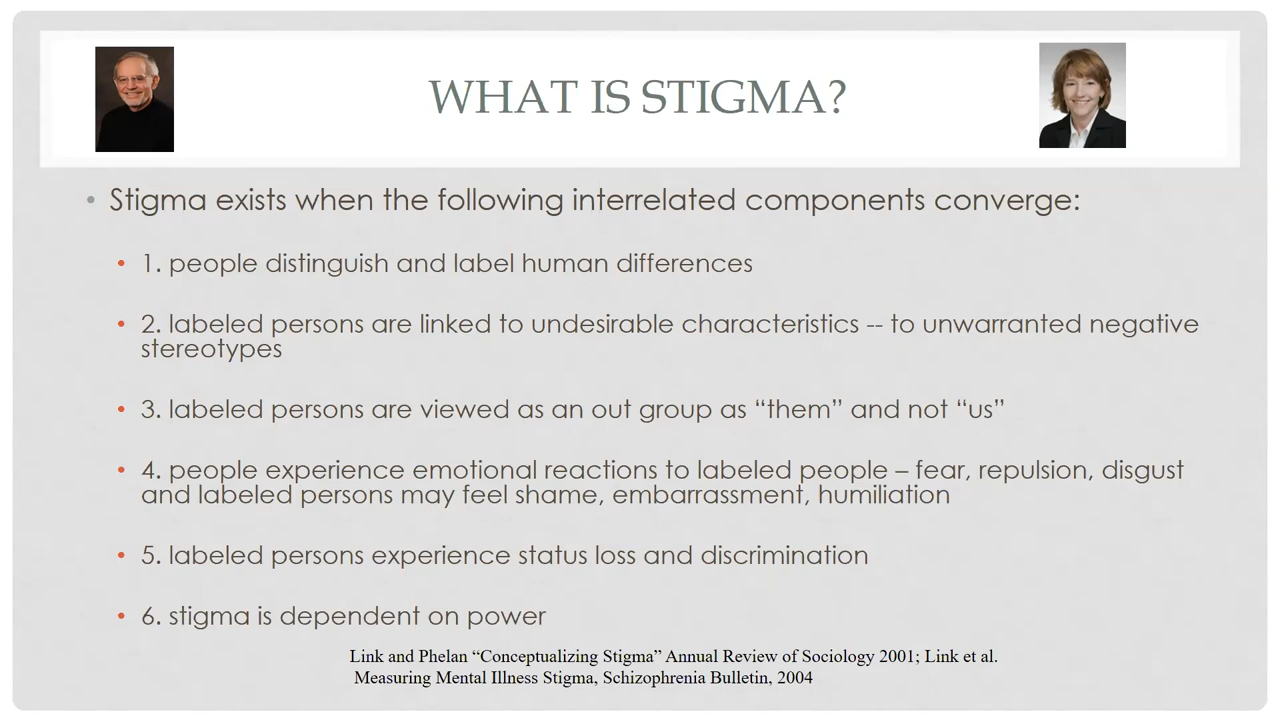 WHAT IS STIGMA?
• Stigma exists when the following interrelated components converge:
• 1. people distinguish and label human differences
• 2. labeled persons are linked to undesirable characteristics -- to unwarranted negative
stereotypes
• 3. labeled persons are viewed as an out group as “them” and not “us”
• 4. people experience emotional reactions to labeled people – fear, repulsion, disgust
and labeled persons may feel shame, embarrassment, humiliation
• 5. labeled persons experience status loss and discrimination
• 6. stigma is dependent on power
Link and Phelan “Conceptualizing Stigma” Annual Review of Sociology 2001; Link et al.
Measuring Mental Illness Stigma, Schizophrenia Bulletin, 2004